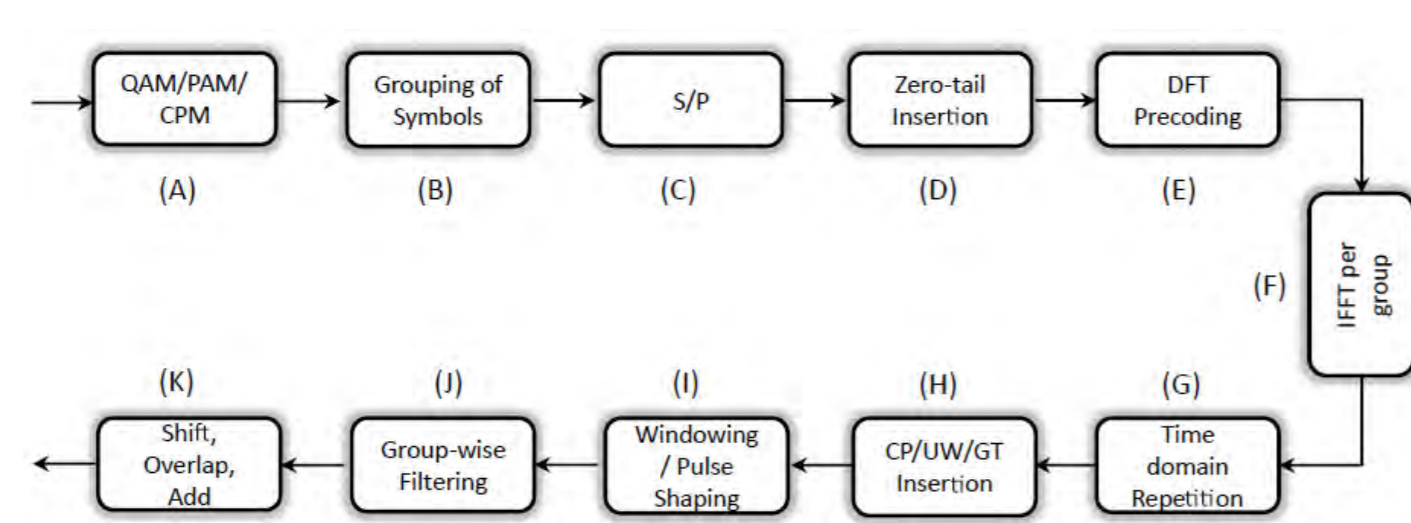 QAM/PAM/
CPM
Grouping of
Symbols
S/P
Zero-tail
Insertion
DFT
Precoding
(A)
(B)
(C)
(D)
(E)
IFFT per
group
(F)
(K)
(J)
(I)
(H)
(G)
Shift,
Overlap,
Add
Group-wise
Filtering
Windowing
/ Pulse
Shaping
CP/UW/GT
Insertion
Time
domain
Repetition